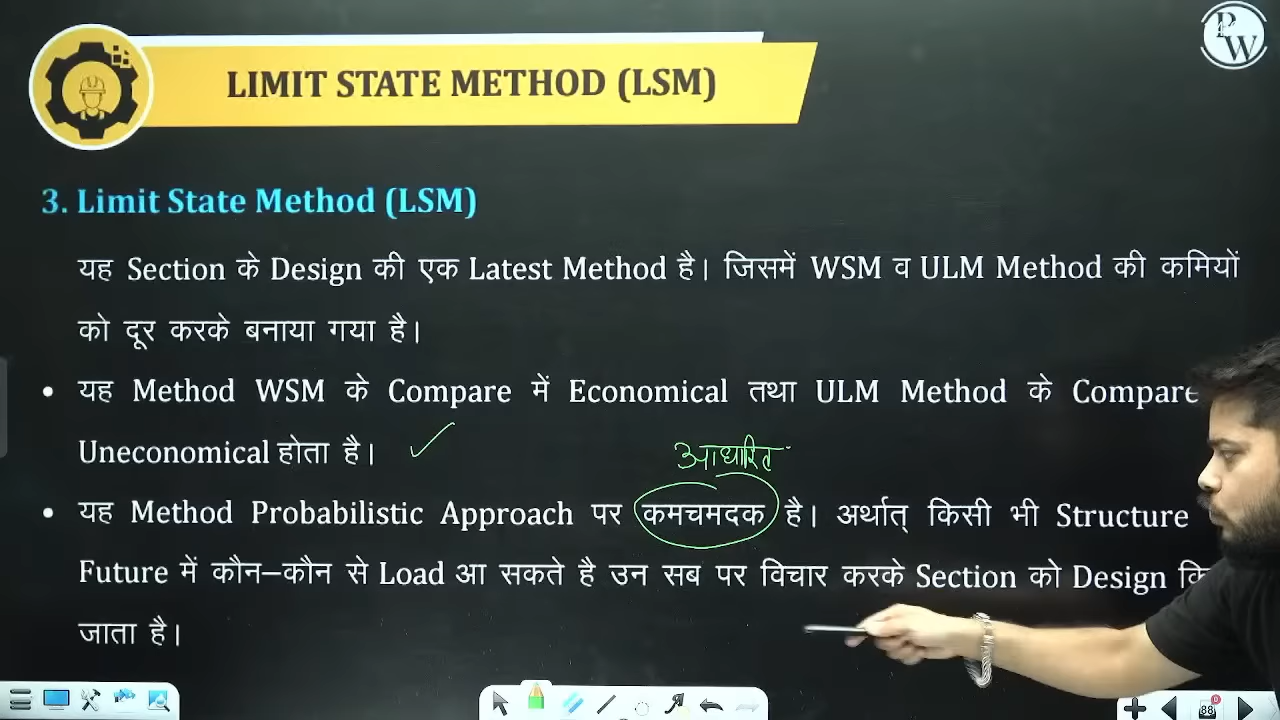 PW
LIMIT STATE METHOD (LSM)
3. Limit State Method (LSM)
यह Section के Design की एक Latest Method है। जिसमें WSM व ULM Method की कमियों
को दूर करके बनाया गया है।
• यह Method WSM के Compare में Economical तथा ULM Method के Compare
Uneconomical होता है।
आधारित
• यह Method Probabilistic Approach पर कमचमदक है। अर्थात् किसी भी Structure
Future में कौन–कौन से Load आ सकते है उन सब पर विचार करके Section को Design
जाता है।
88